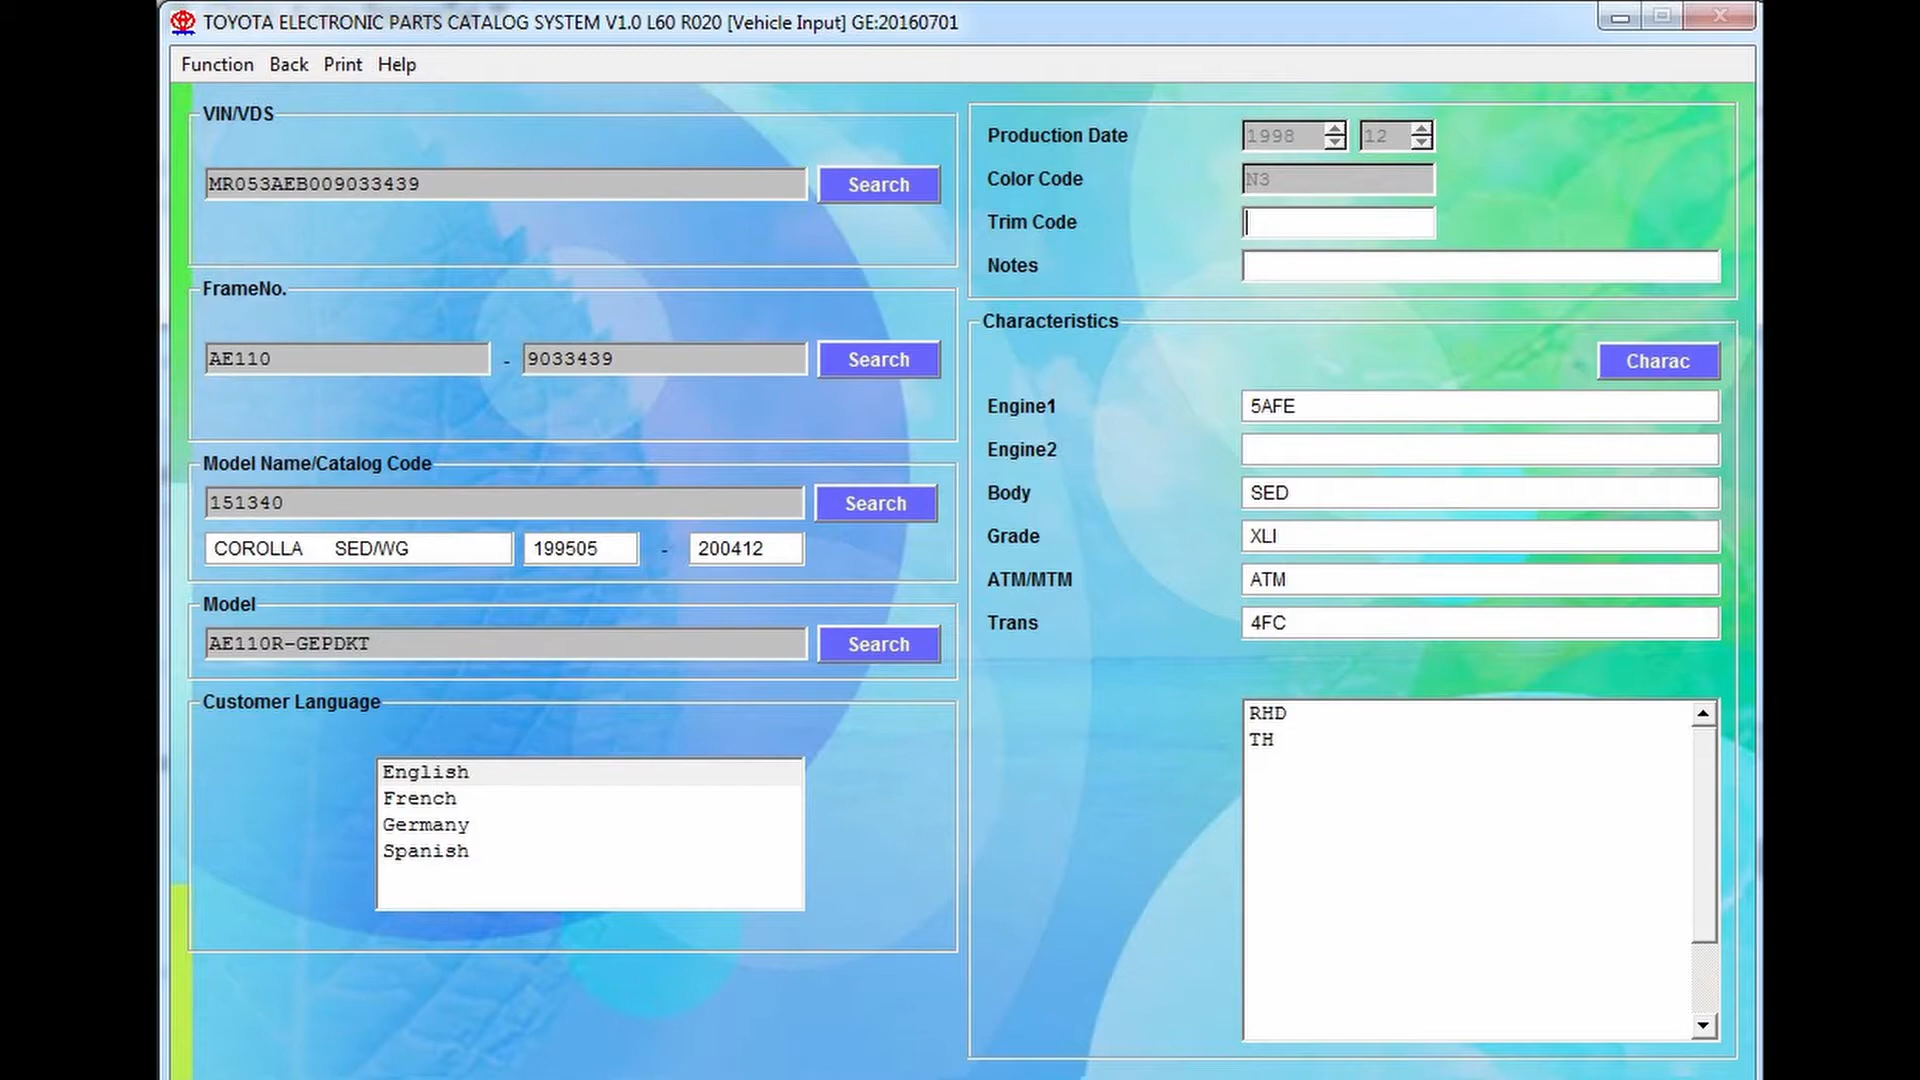 TOYOTA ELECTRONIC PARTS CATALOG SYSTEM V1.0 L60 R020 [Vehicle Input] GE:20160701
Function Back Print Help
VIN/VDS
MR053AEB009033439 Search
FrameNo.
AE110 - 9033439 Search
Model Name/Catalog Code
151340 Search
COROLLA SED/WG 199505 - 200412
Model
AE110R-GEPDKT Search
Customer Language
English
French
Germany
Spanish
Production Date 1998 12
Color Code N3
Trim Code
Notes
Characteristics
Charac
Engine1 5AFE
Engine2
Body SED
Grade XLI
ATM/MTM ATM
Trans 4FC
RHD
TH